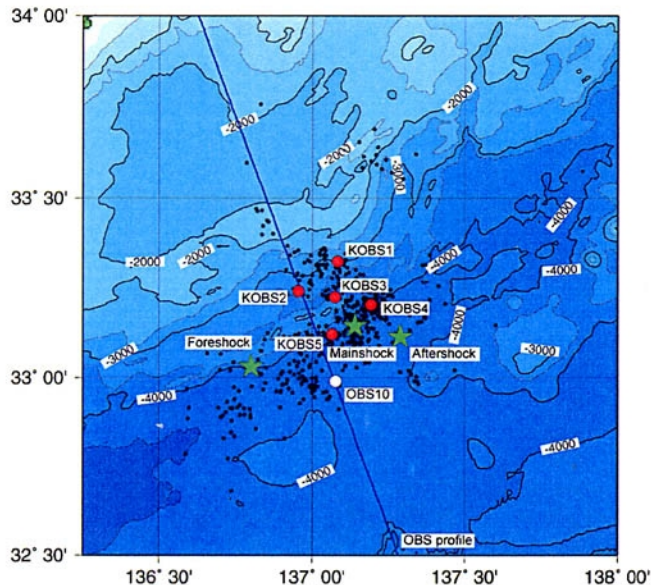 34˚ 00'
-2000
-2000
-2000
-3000
33˚ 30'
-4000
-4000
-2000
-2000
KOBS1
-4000
KOBS3
KOBS2
KOBS4
-4000
Foreshock
KOBS5
Mainshock
Aftershock
-3000
-3000
33˚ 00'
OBS10
-4000
-4000
-4000
OBS profile
32˚ 30'
136˚ 30'
137˚ 00'
137˚ 30'
138˚ 00'